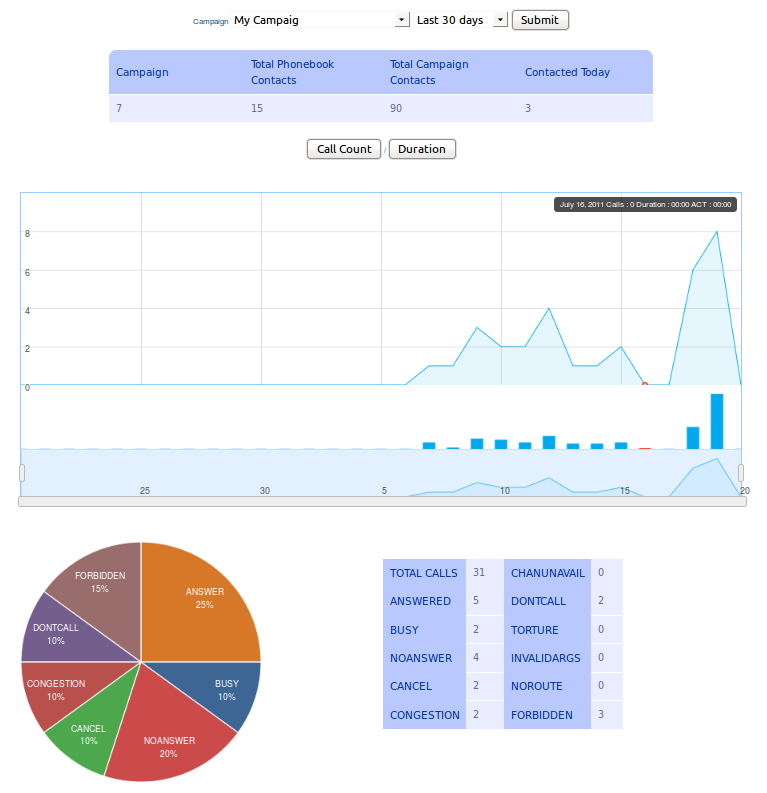 Campaign My Campaig Last 30 days Submit
Campaign Total Phonebook Contacts Total Campaign Contacts Contacted Today
7 15 90 3
Call Count / Duration
July 16, 2011 Calls : 0 Duration : 00:00 ACT : 00:00
8
6
4
2
0
25 30 5 10 15 20
FORBIDDEN
15%
ANSWER
25%
DONTCALL
10%
CONGESTION
10%
BUSY
10%
CANCEL
10%
NOANSWER
20%
TOTAL CALLS 31 CHANUNAVAIL 0
ANSWERED 5 DONTCALL 2
BUSY 2 TORTURE 0
NOANSWER 4 INVALIDARGS 0
CANCEL 2 NOROUTE 0
CONGESTION 2 FORBIDDEN 3